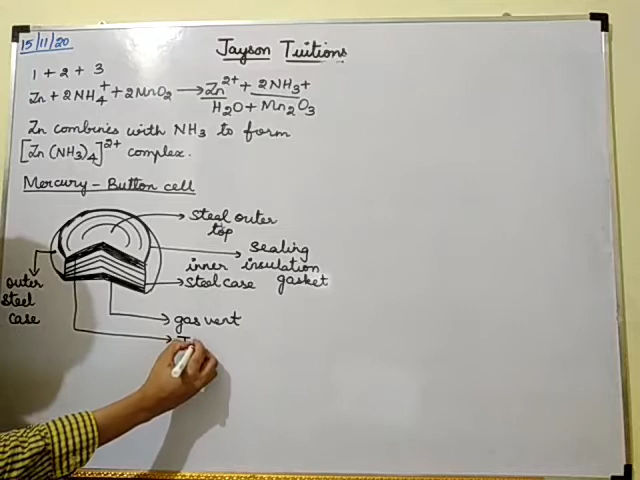 15/11/20
Jayson Tuitions
1 + 2 + 3
Zn + 2NH₄⁺ + 2MnO₂ → Zn²⁺ + 2NH₃ +
H₂O + Mn₂O₃
Zn combines with NH₃ to form
[Zn(NH₃)₄]²⁺ complex.
Mercury - Button cell
steal outer
top
sealing
insulation
gasket
inner
steel case
outer
steel
case
gas vent